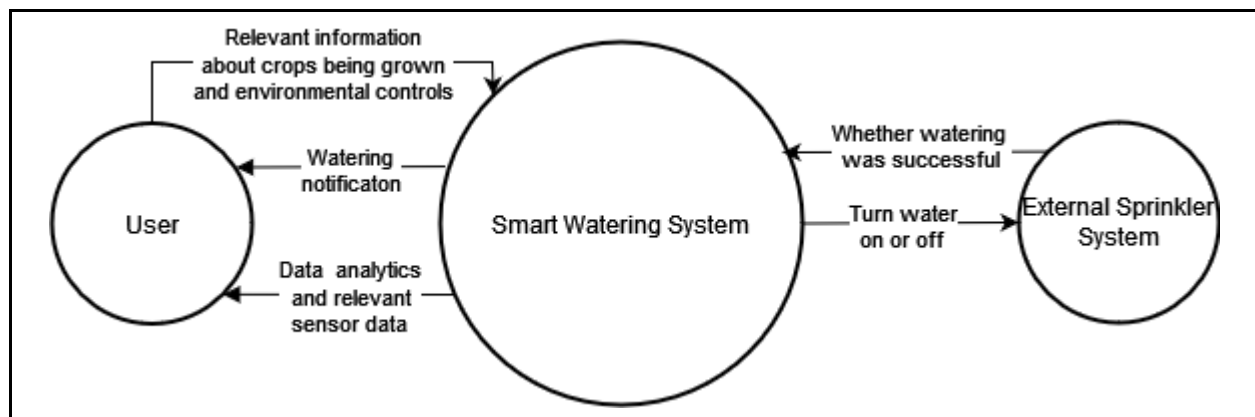 Relevant information
about crops being grown
and environmental controls
Watering
notificaton
User
Data analytics
and relevant
sensor data
Smart Watering System
Whether watering
was successful
Turn water
on or off
External Sprinkler
System